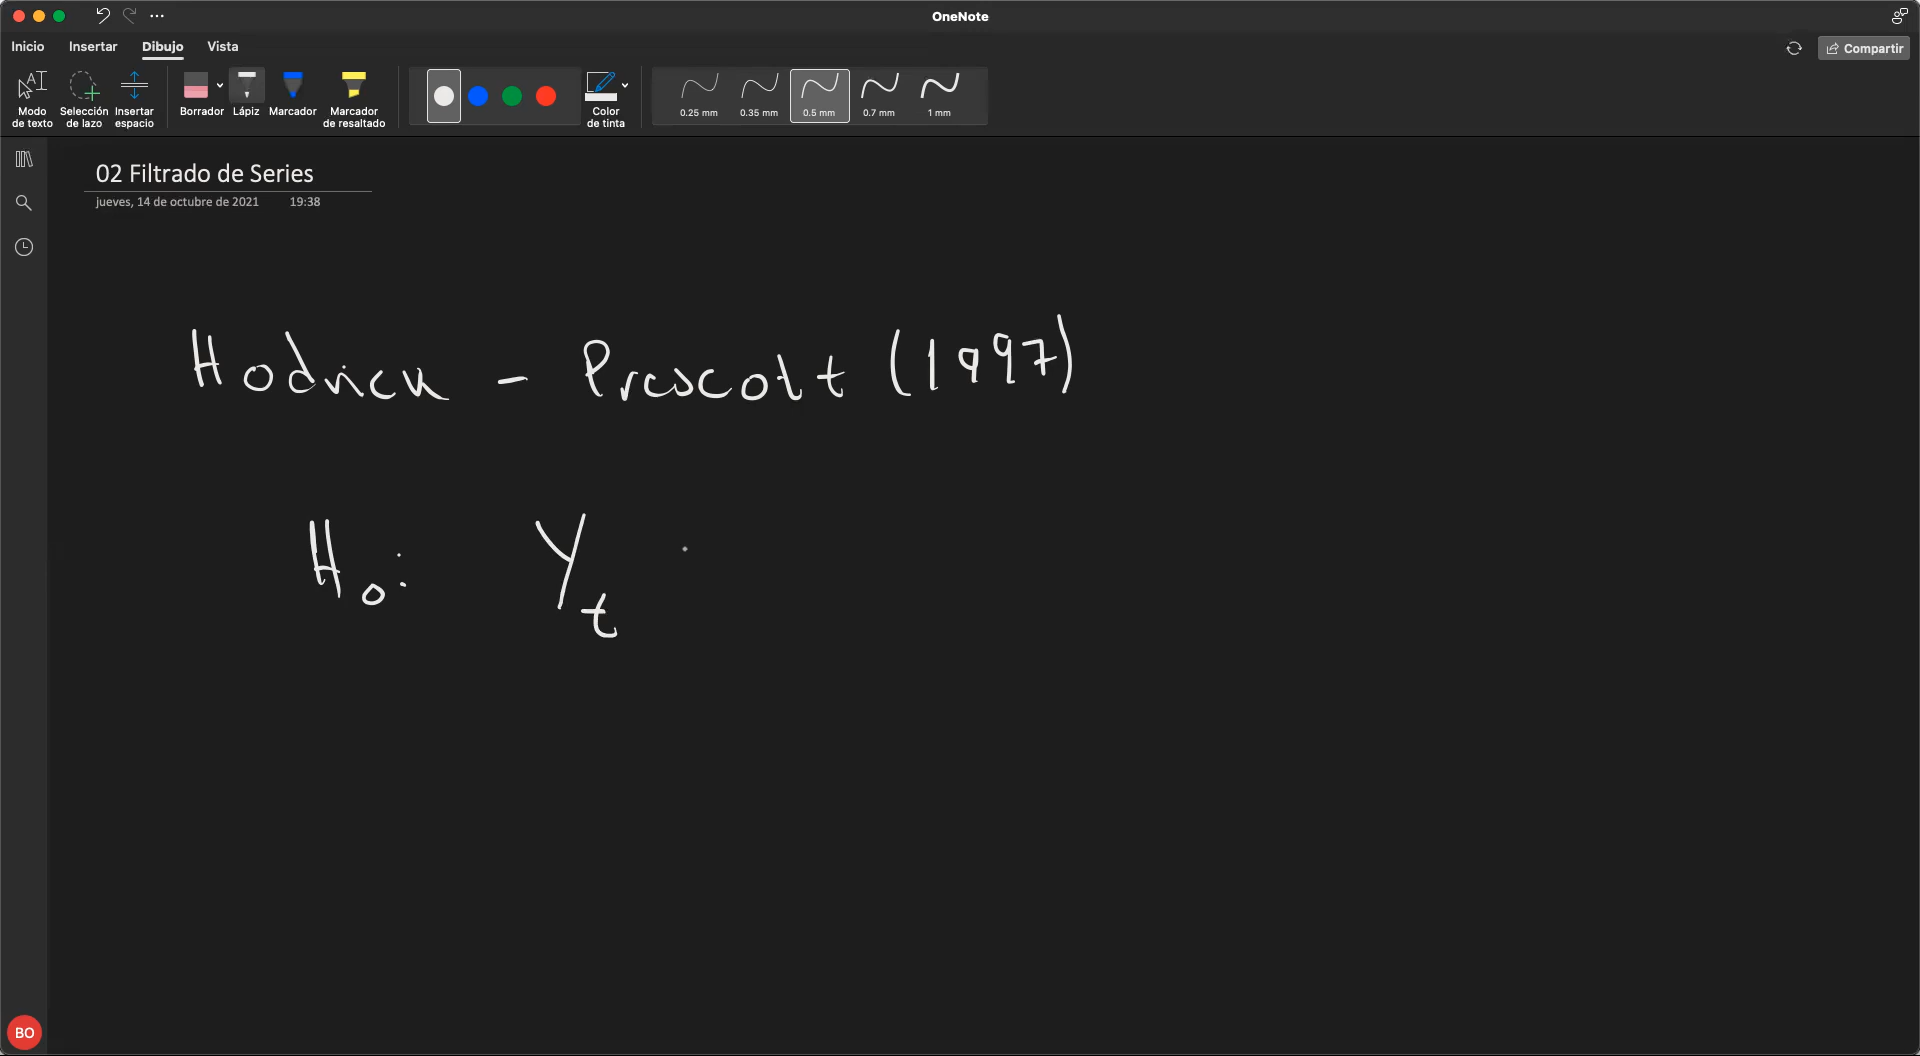 OneNote
Inicio Insertar Dibujo Vista
Compartir
Modo de texto Selección de lazo Insertar espacio Borrador Lápiz Marcador Marcador de resaltado Color de tinta 0.25 mm 0.35 mm 0.5 mm 0.7 mm 1 mm
02 Filtrado de Series
jueves, 14 de octubre de 2021 19:38
Hodrick - Prescott (1997)
H₀: Yₜ
BO